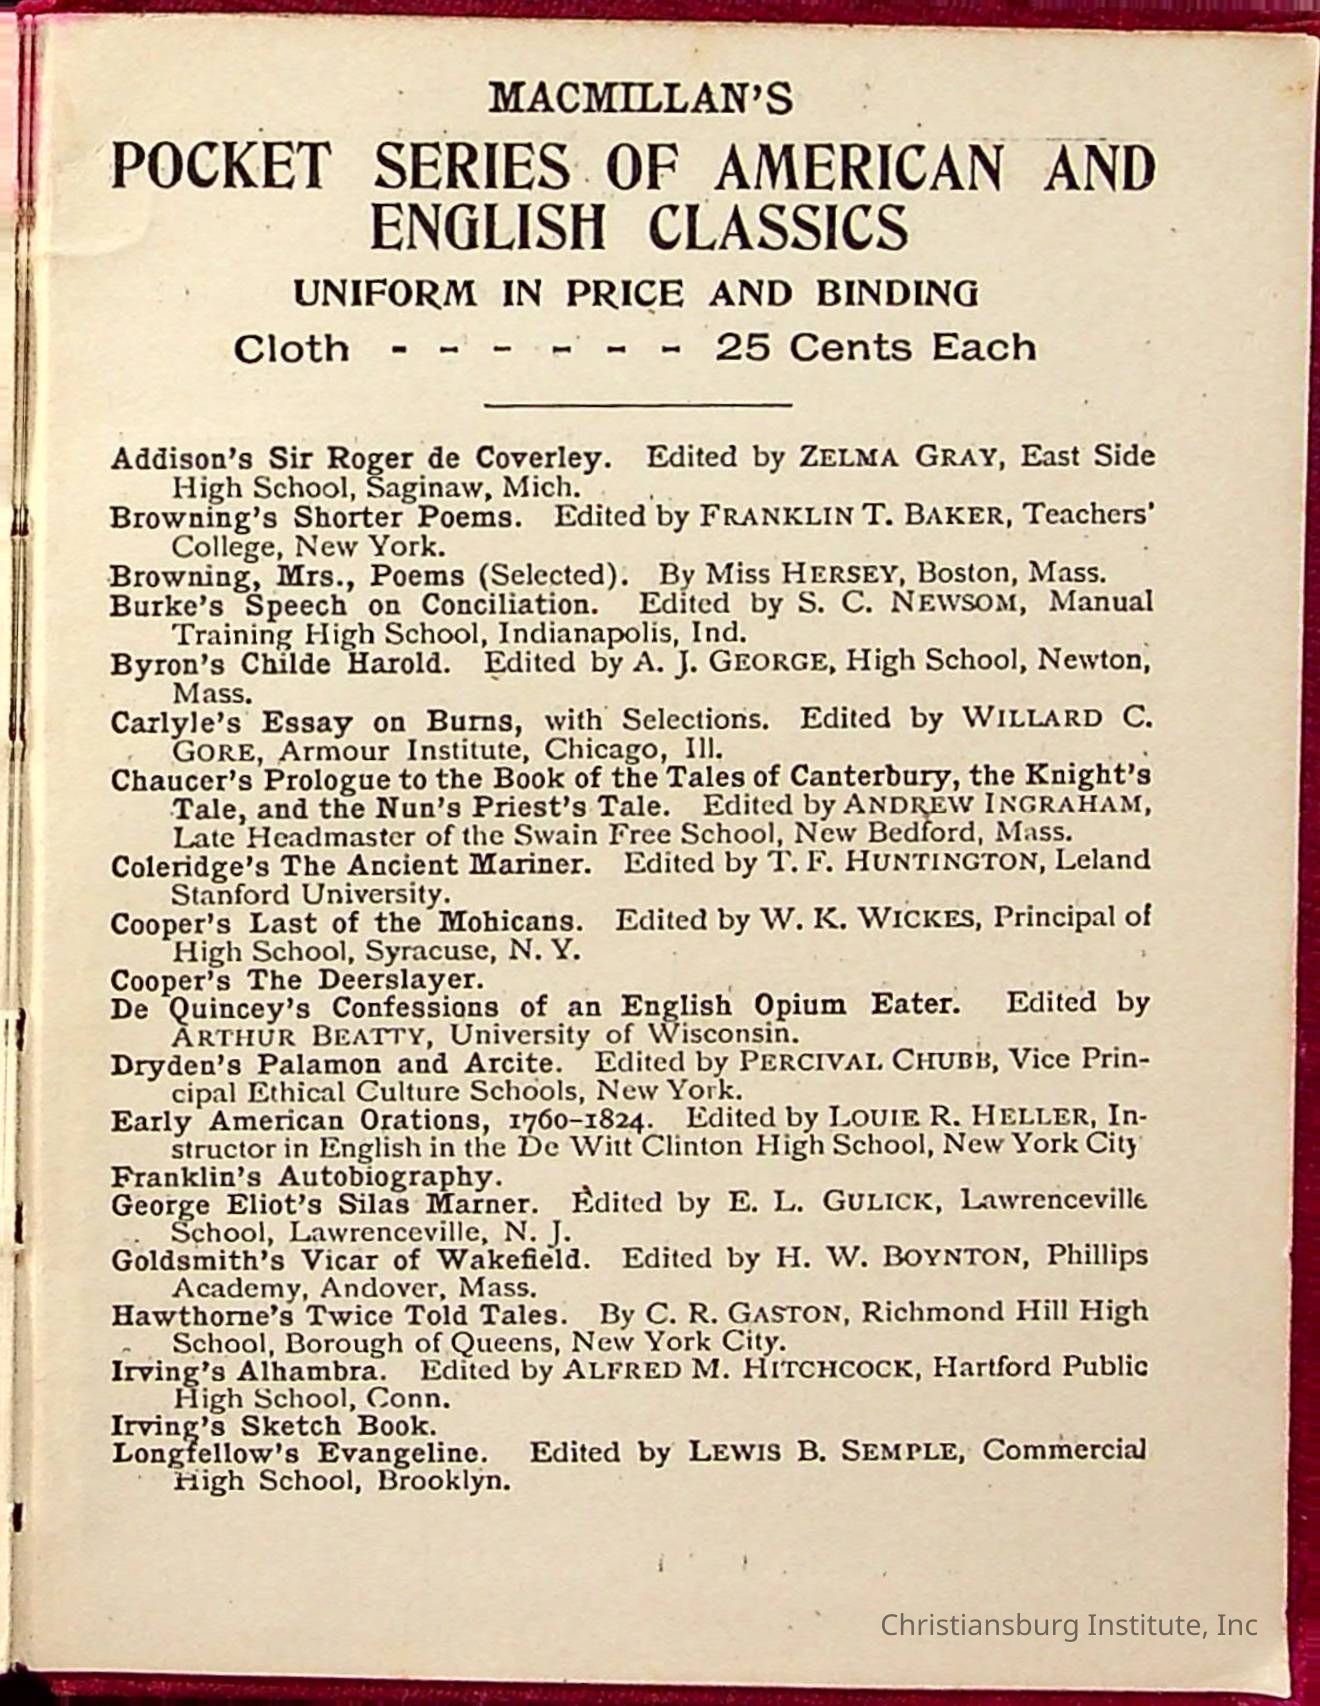 MACMILLAN'S
POCKET SERIES OF AMERICAN AND
ENGLISH CLASSICS
UNIFORM IN PRICE AND BINDING
Cloth - - - - - - 25 Cents Each
Addison's Sir Roger de Coverley. Edited by ZELMA GRAY, East Side
High School, Saginaw, Mich.
Browning's Shorter Poems. Edited by FRANKLIN T. BAKER, Teachers'
College, New York.
Browning, Mrs., Poems (Selected). By Miss HERSEY, Boston, Mass.
Burke's Speech on Conciliation. Edited by S. C. NEWSOM, Manual
Training High School, Indianapolis, Ind.
Byron's Childe Harold. Edited by A. J. GEORGE, High School, Newton,
Mass.
Carlyle's Essay on Burns, with Selections. Edited by WILLARD C.
GORE, Armour Institute, Chicago, Ill.
Chaucer's Prologue to the Book of the Tales of Canterbury, the Knight's
Tale, and the Nun's Priest's Tale. Edited by ANDREW INGRAHAM,
Late Headmaster of the Swain Free School, New Bedford, Mass.
Coleridge's The Ancient Mariner. Edited by T. F. HUNTINGTON, Leland
Stanford University.
Cooper's Last of the Mohicans. Edited by W. K. WICKES, Principal of
High School, Syracuse, N. Y.
Cooper's The Deerslayer.
De Quincey's Confessions of an English Opium Eater. Edited by
ARTHUR BEATTY, University of Wisconsin.
Dryden's Palamon and Arcite. Edited by PERCIVAL CHUBB, Vice Prin-
cipal Ethical Culture Schools, New York.
Early American Orations, 1760-1824. Edited by LOUIE R. HELLER, In-
structor in English in the De Witt Clinton High School, New York City
Franklin's Autobiography.
George Eliot's Silas Marner. Edited by E. L. GULICK, Lawrenceville
School, Lawrenceville, N. J.
Goldsmith's Vicar of Wakefield. Edited by H. W. BOYNTON, Phillips
Academy, Andover, Mass.
Hawthorne's Twice Told Tales. By C. R. GASTON, Richmond Hill High
School, Borough of Queens, New York City.
Irving's Alhambra. Edited by ALFRED M. HITCHCOCK, Hartford Public
High School, Conn.
Irving's Sketch Book.
Longfellow's Evangeline. Edited by LEWIS B. SEMPLE, Commercial
High School, Brooklyn.
Christiansburg Institute, Inc